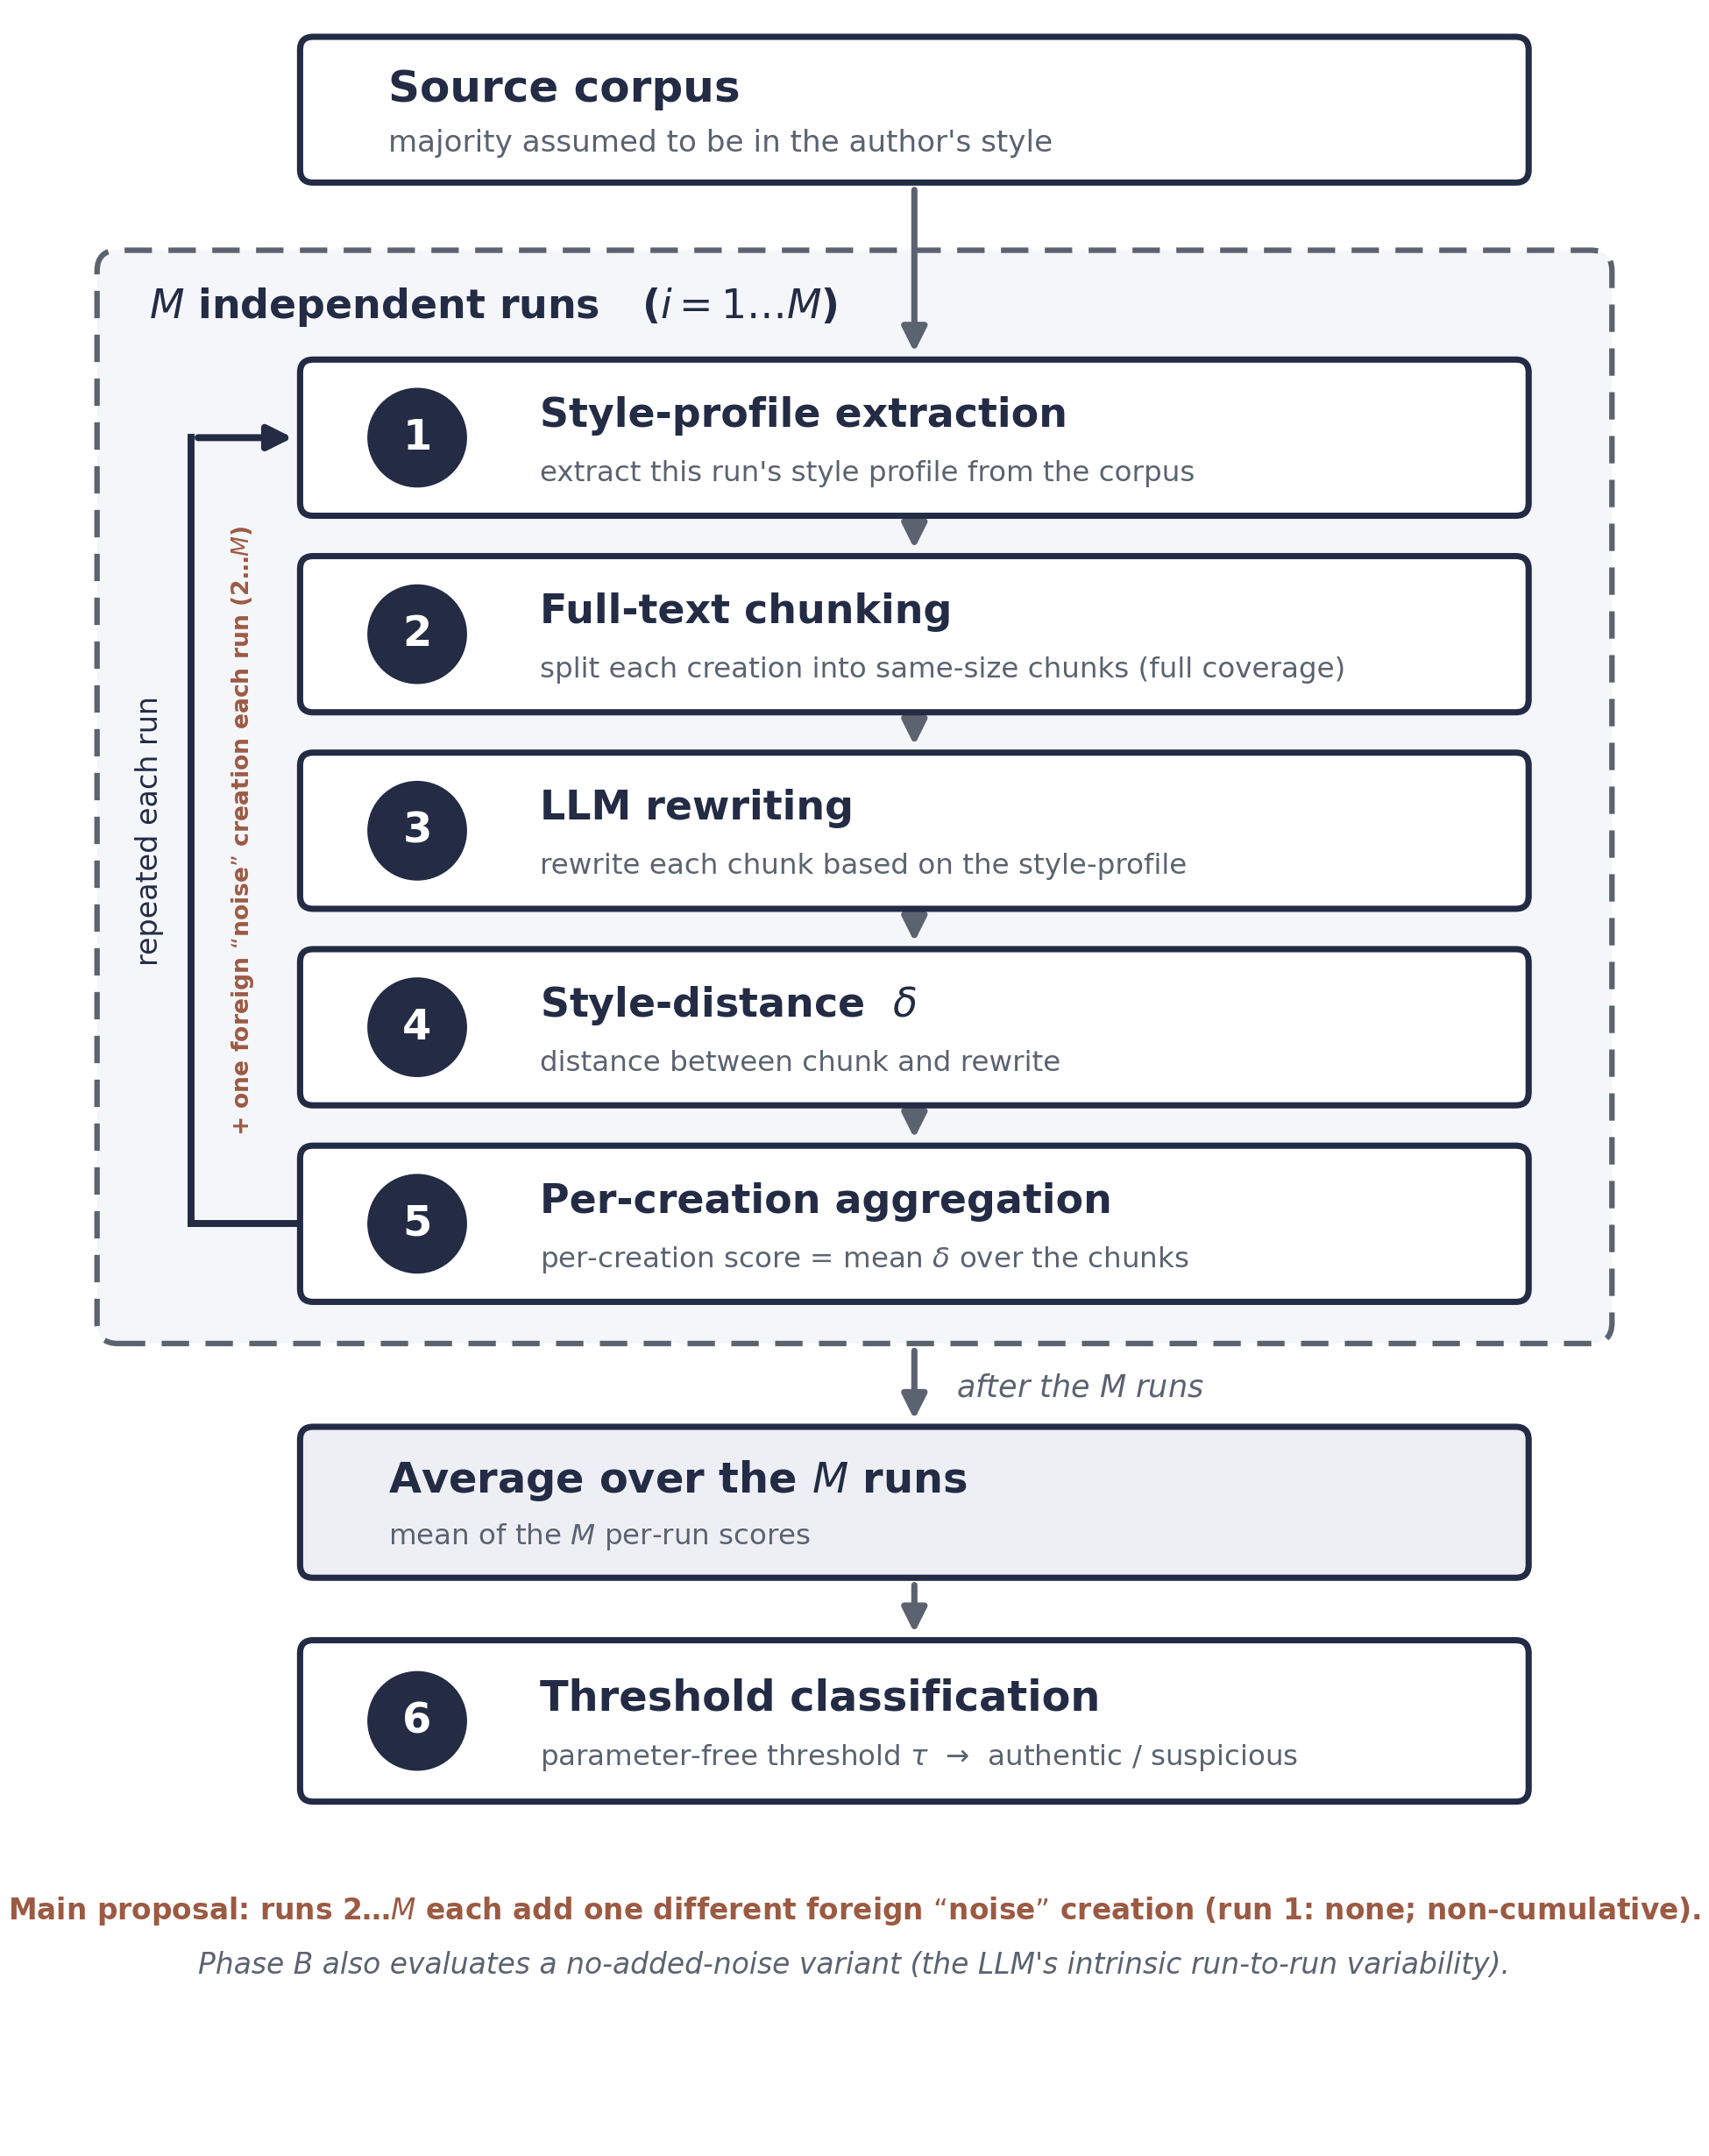 Source corpus
majority assumed to be in the author's style
M independent runs (i = 1...M)
1
Style-profile extraction
extract this run's style profile from the corpus
2
Full-text chunking
split each creation into same-size chunks (full coverage)
3
LLM rewriting
rewrite each chunk based on the style-profile
4
Style-distance δ
distance between chunk and rewrite
5
Per-creation aggregation
per-creation score = mean δ over the chunks
repeated each run
+ one foreign “noise” creation each run (2…M)
after the M runs
Average over the M runs
mean of the M per-run scores
6
Threshold classification
parameter-free threshold τ → authentic / suspicious
Main proposal: runs 2…M each add one different foreign “noise” creation (run 1: none; non-cumulative).
Phase B also evaluates a no-added-noise variant (the LLM's intrinsic run-to-run variability).